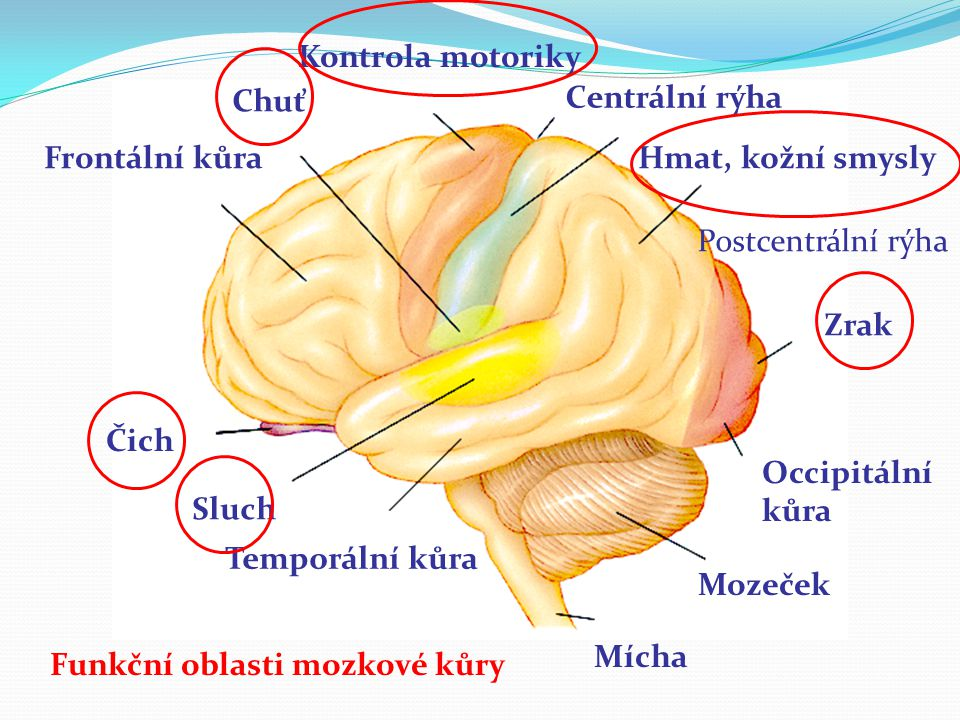 Kontrola motoriky
Chuť
Centrální rýha
Frontální kůra
Hmat, kožní smysly
Postcentrální rýha
Zrak
Čich
Occipitální
kůra
Sluch
Temporální kůra
Mozeček
Mícha
Funkční oblasti mozkové kůry